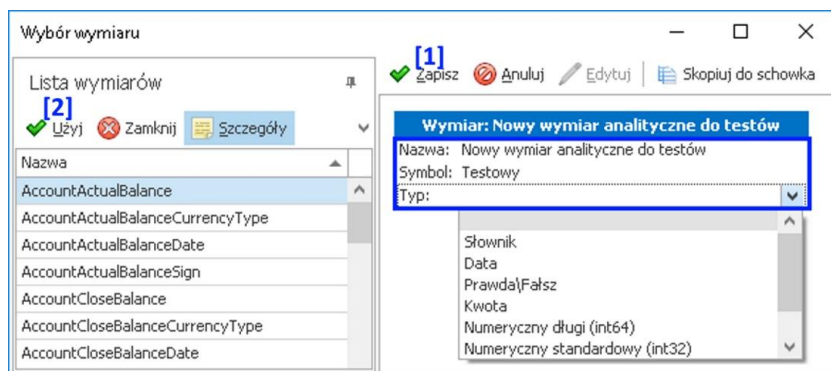 Wybór wymiaru
Lista wymiarów
[2]
Użyj Zamknij Szczegóły
Nazwa
AccountActualBalance
AccountActualBalanceCurrencyType
AccountActualBalanceDate
AccountActualBalanceSign
AccountCloseBalance
AccountCloseBalanceCurrencyType
AccountCloseBalanceDate
[1]
Zapisz Anuluj Edytuj Skopiuj do schowka
Wymiar: Nowy wymiar analityczne do testów
Nazwa: Nowy wymiar analityczne do testów
Symbol: Testowy
Typ:
Słownik
Data
Prawda\Fałsz
Kwota
Numeryczny długi (int64)
Numeryczny standardowy (int32)